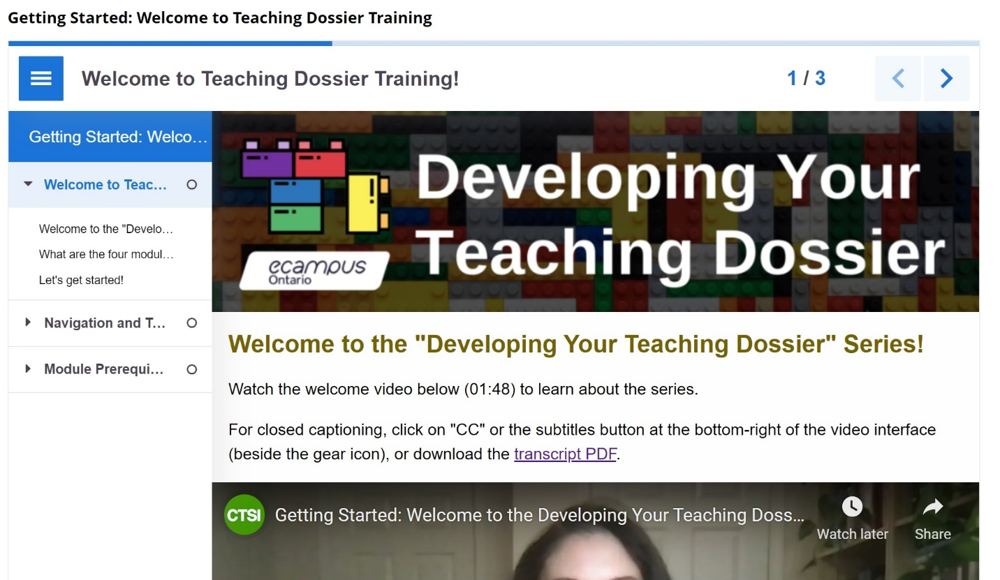 Getting Started: Welcome to Teaching Dossier Training
Welcome to Teaching Dossier Training!
1 / 3
Getting Started: Welco...
Welcome to Teac...
Welcome to the "Develo...
What are the four modul...
Let's get started!
Navigation and T...
Module Prerequi...
Developing Your
Teaching Dossier
ecampus
Ontario
Welcome to the "Developing Your Teaching Dossier" Series!
Watch the welcome video below (01:48) to learn about the series.
For closed captioning, click on "CC" or the subtitles button at the bottom-right of the video interface
(beside the gear icon), or download the transcript PDF.
CTSI
Getting Started: Welcome to the Developing Your Teaching Doss...
Watch later
Share